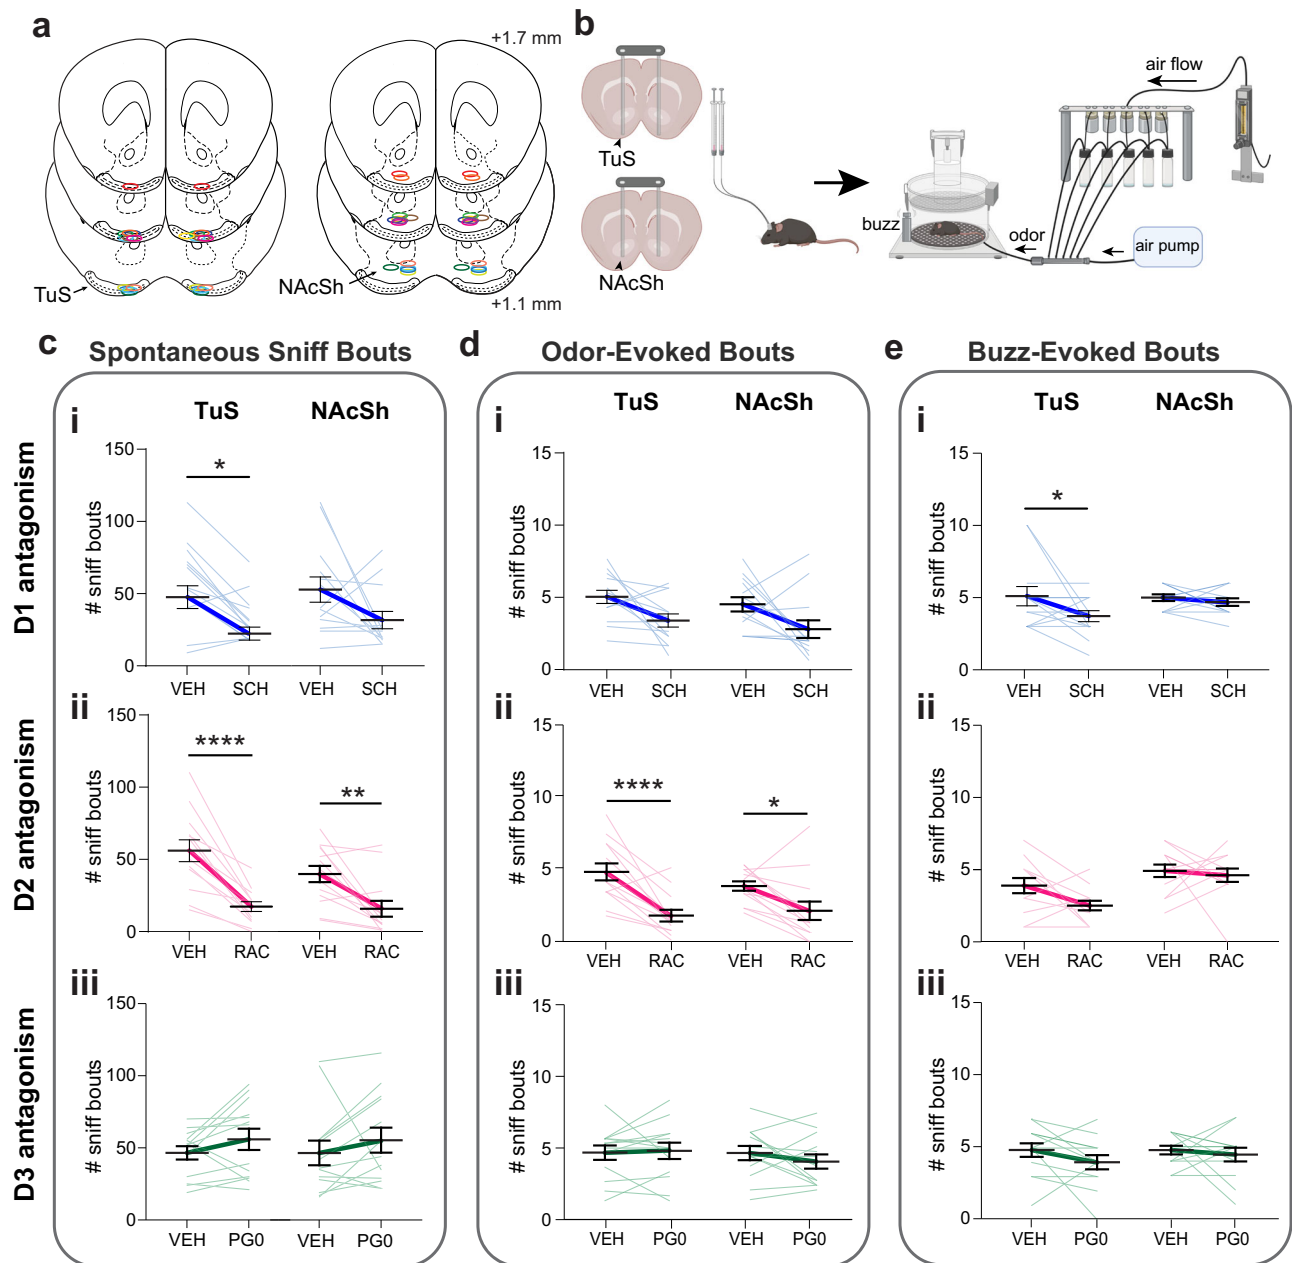 a
+1.7 mm
TuS
NAcSh
+1.1 mm
b
TuS
NAcSh
air flow
buzz
odor
air pump
c Spontaneous Sniff Bouts
TuS NAcSh
D1 antagonism
i
# sniff bouts
150
100
50
0
VEH SCH VEH SCH
*
D2 antagonism
ii
# sniff bouts
150
100
50
0
VEH RAC VEH RAC
****
**
D3 antagonism
iii
# sniff bouts
150
100
50
0
VEH PG0 VEH PG0
d Odor-Evoked Bouts
TuS NAcSh
i
# sniff bouts
15
10
5
0
VEH SCH VEH SCH
ii
# sniff bouts
15
10
5
0
VEH RAC VEH RAC
****
*
iii
# sniff bouts
15
10
5
0
VEH PG0 VEH PG0
e Buzz-Evoked Bouts
TuS NAcSh
i
# sniff bouts
15
10
5
0
VEH SCH VEH SCH
*
ii
# sniff bouts
15
10
5
0
VEH RAC VEH RAC
iii
# sniff bouts
15
10
5
0
VEH PG0 VEH PG0